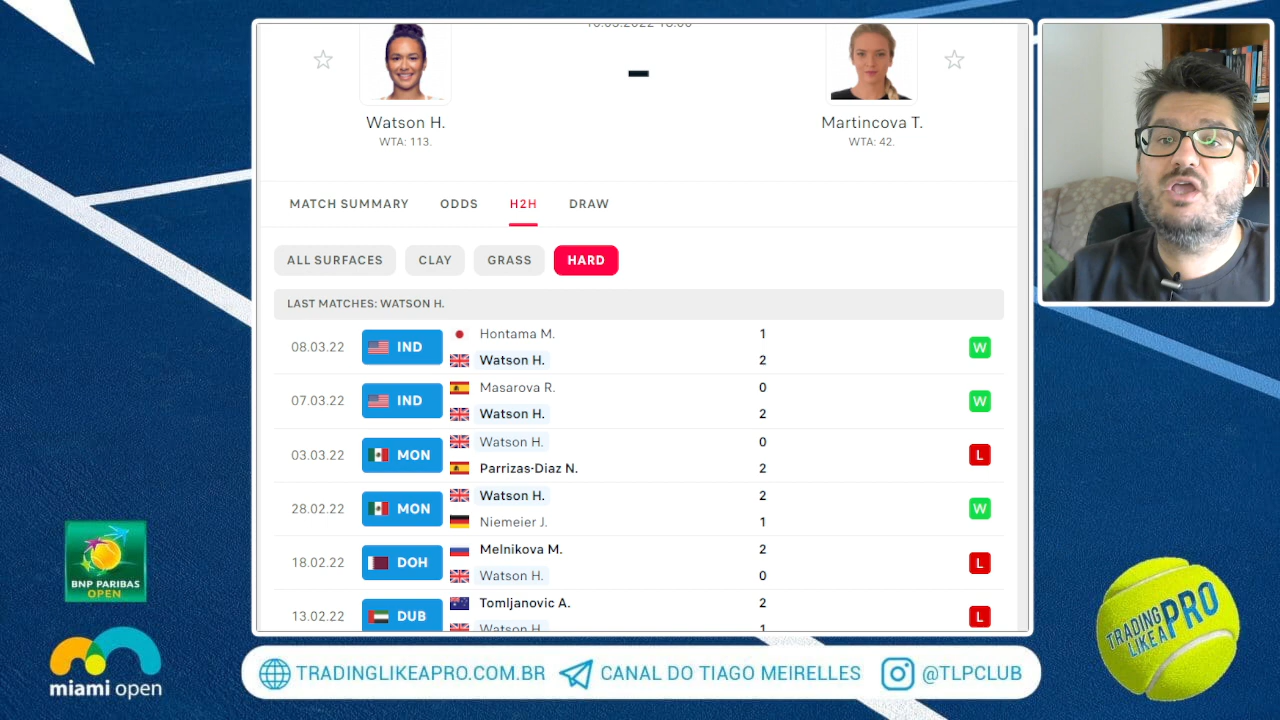 Watson H.
WTA: 113.
Martincova T.
WTA: 42.
MATCH SUMMARY
ODDS
H2H
DRAW
ALL SURFACES
CLAY
GRASS
HARD
LAST MATCHES: WATSON H.
08.03.22 IND Hontama M. 1 W
Watson H. 2
07.03.22 IND Masarova R. 0 W
Watson H. 2
03.03.22 MON Watson H. 0 L
Parrizas-Diaz N. 2
28.02.22 MON Watson H. 2 W
Niemeier J. 1
18.02.22 DOH Melnikova M. 2 L
Watson H. 0
13.02.22 DUB Tomljanovic A. 2 L
Watson H. 1
BNP PARIBAS
OPEN
miami open
TRADING
LIKE A
PRO
TRADINGLIKEAPRO.COM.BR
CANAL DO TIAGO MEIRELLES
@TLPCLUB